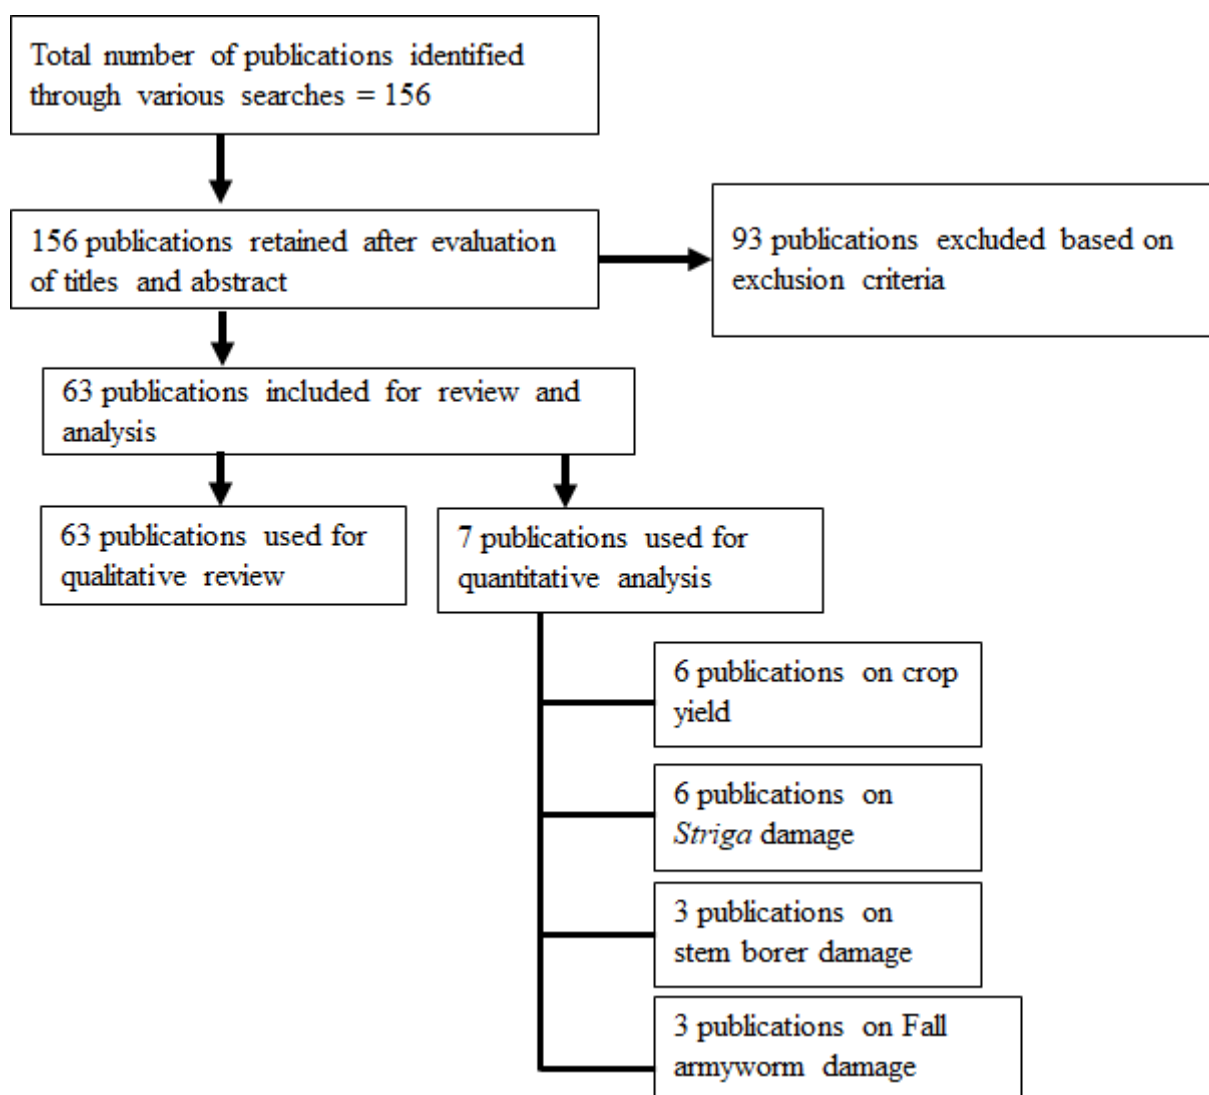 Total number of publications identified
through various searches = 156
156 publications retained after evaluation
of titles and abstract
93 publications excluded based on
exclusion criteria
63 publications included for review and
analysis
63 publications used for
qualitative review
7 publications used for
quantitative analysis
6 publications on crop
yield
6 publications on
Striga damage
3 publications on
stem borer damage
3 publications on Fall
armyworm damage